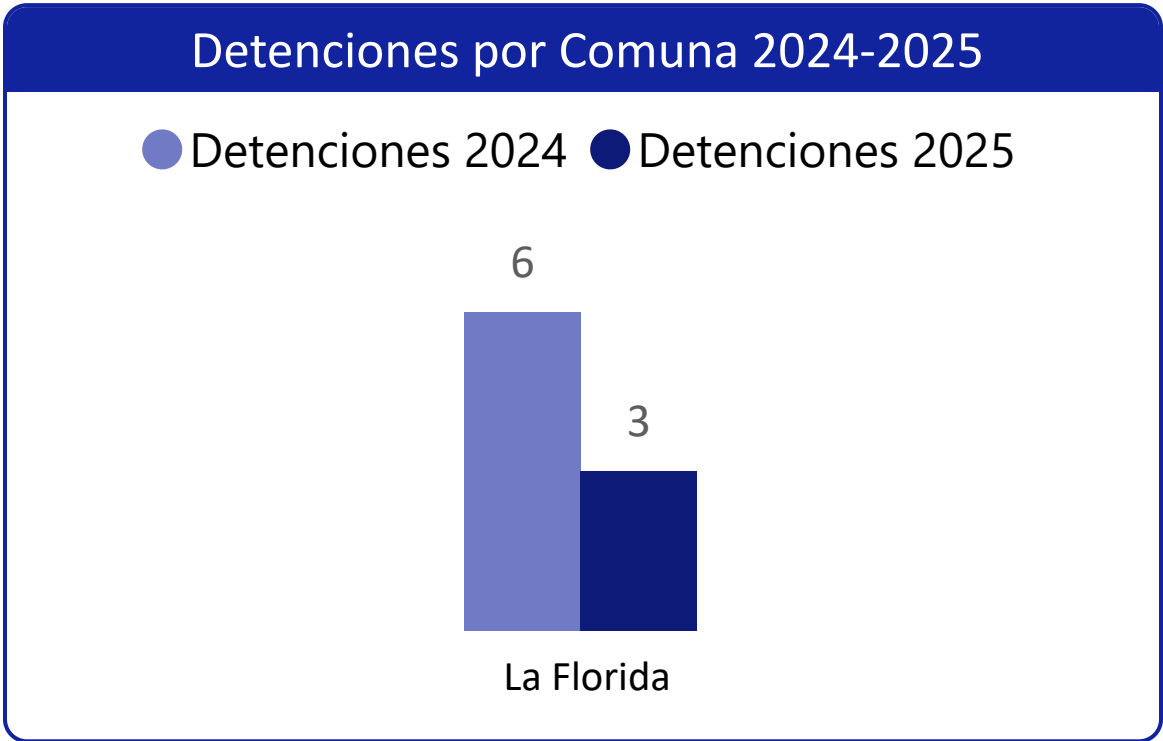 Detenciones por Comuna 2024-2025
Detenciones 2024 Detenciones 2025
6
3
La Florida